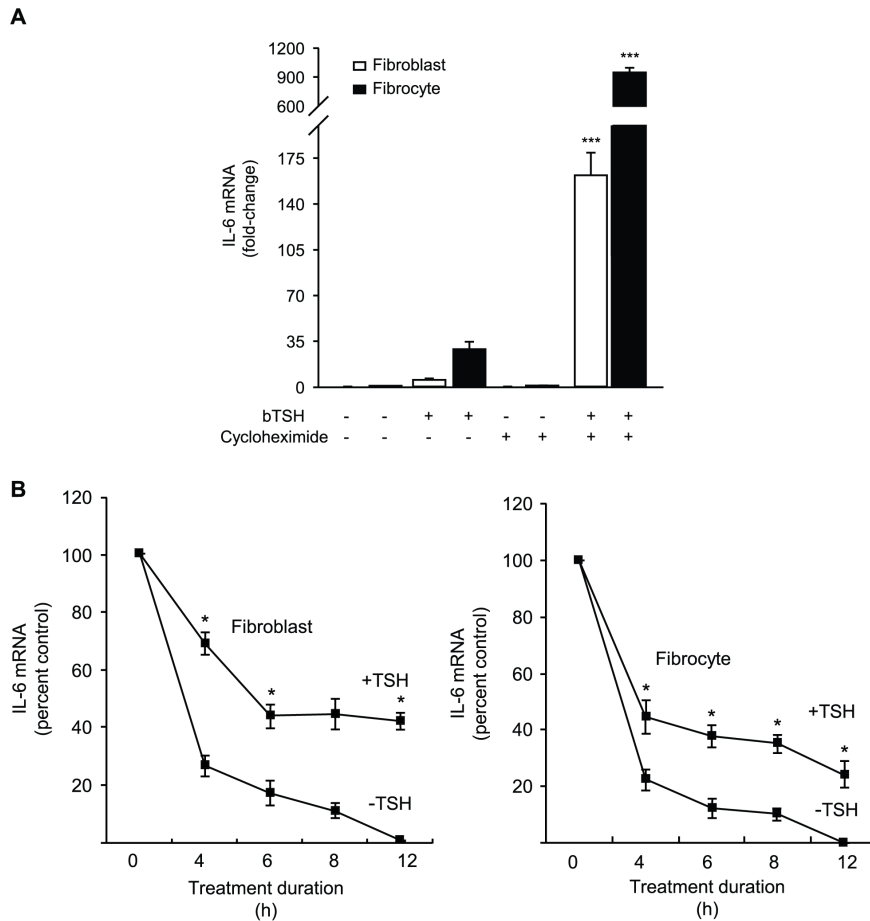 A
1200
900
600
175
140
105
70
35
0
IL-6 mRNA
(fold-change)
Fibroblast
Fibrocyte
***
***
bTSH - - + + - - + +
Cycloheximide - - - - + + + +
B
120
100
80
60
40
20
IL-6 mRNA
(percent control)
Fibroblast
+TSH
-TSH
*
*
*
0 4 6 8 12
Treatment duration
(h)
120
100
80
60
40
20
IL-6 mRNA
(percent control)
Fibrocyte
+TSH
-TSH
*
*
*
*
0 4 6 8 12
Treatment duration
(h)